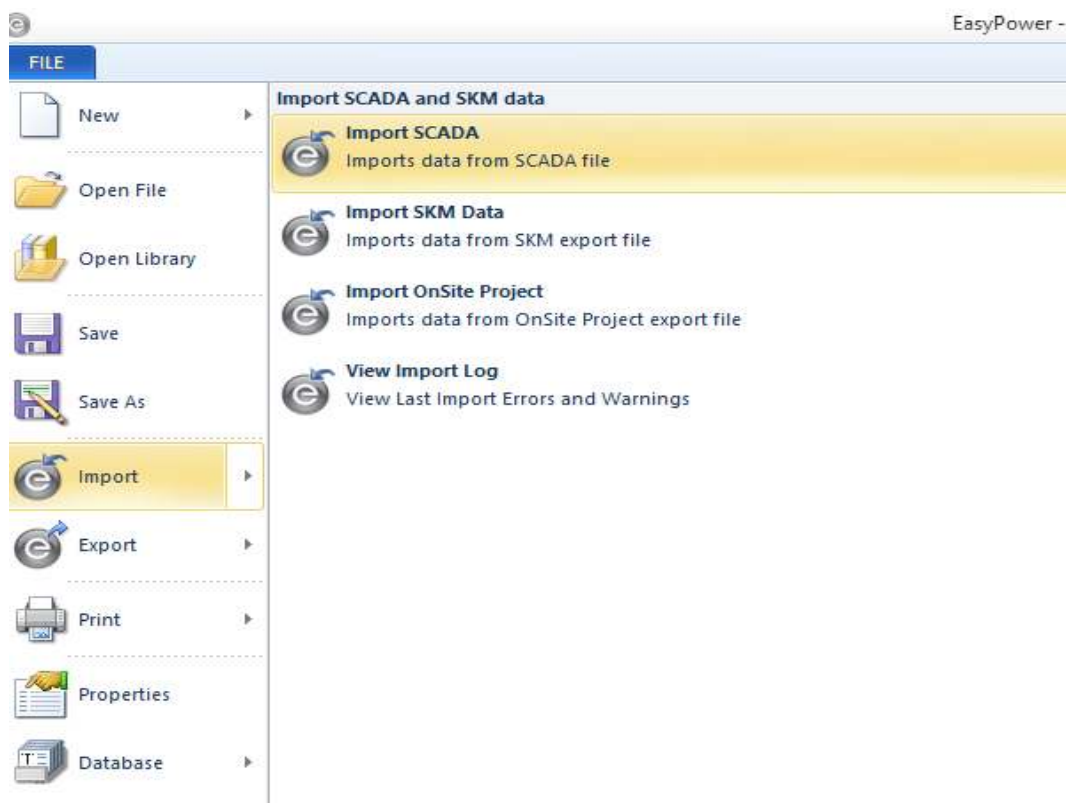 EasyPower -
FILE
New
Open File
Open Library
Save
Save As
Import
Export
Print
Properties
Database
Import SCADA and SKM data
Import SCADA
Imports data from SCADA file
Import SKM Data
Imports data from SKM export file
Import OnSite Project
Imports data from OnSite Project export file
View Import Log
View Last Import Errors and Warnings